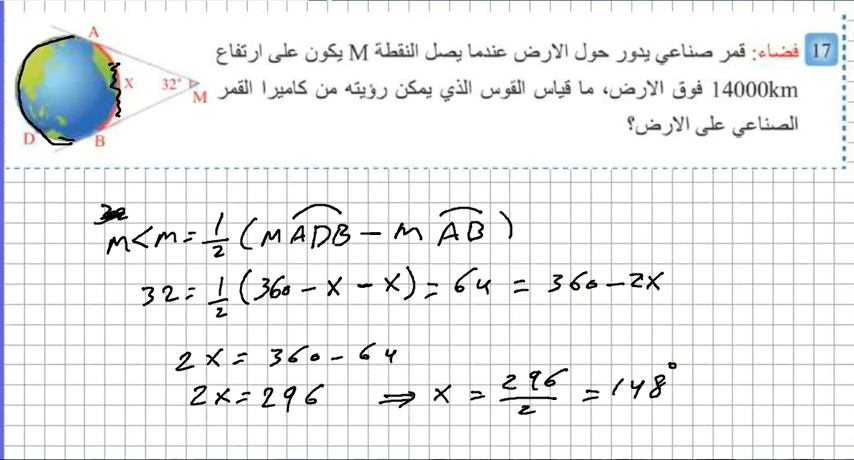 17 فضاء: قمر صناعي يدور حول الارض عندما يصل النقطة M يكون على ارتفاع
14000km فوق الارض، ما قياس القوس الذي يمكن رؤيته من كاميرا القمر
الصناعي على الارض؟
A
X
32°
M
D
B
m<m = 1/2 (m ADB - m AB)
32 = 1/2 (360 - x - x) = 64 = 360 - 2x
2x = 360 - 64
2x = 296 ⇒ x = 296/2 = 148°